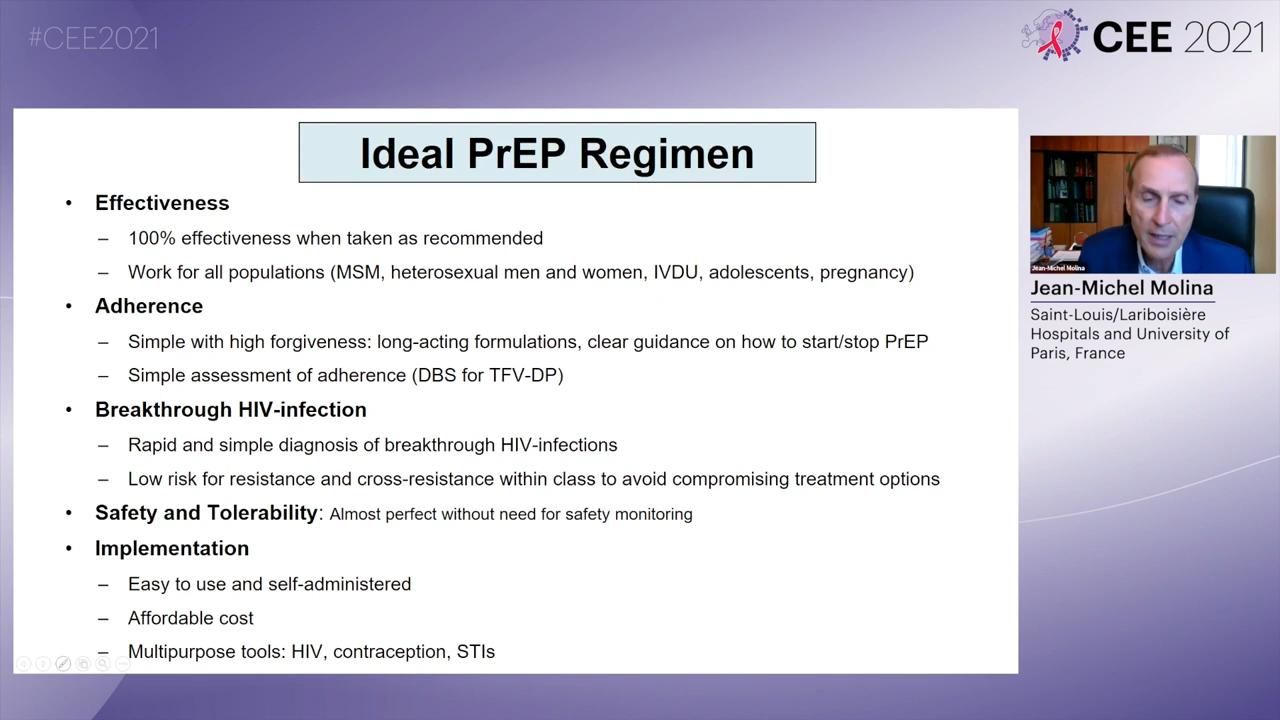 #CEE2021
CEE 2021
Ideal PrEP Regimen
• Effectiveness
– 100% effectiveness when taken as recommended
– Work for all populations (MSM, heterosexual men and women, IVDU, adolescents, pregnancy)
• Adherence
– Simple with high forgiveness: long-acting formulations, clear guidance on how to start/stop PrEP
– Simple assessment of adherence (DBS for TFV-DP)
• Breakthrough HIV-infection
– Rapid and simple diagnosis of breakthrough HIV-infections
– Low risk for resistance and cross-resistance within class to avoid compromising treatment options
• Safety and Tolerability: Almost perfect without need for safety monitoring
• Implementation
– Easy to use and self-administered
– Affordable cost
– Multipurpose tools: HIV, contraception, STIs
Jean-Michel Molina
Jean-Michel Molina
Saint-Louis/Lariboisière
Hospitals and University of
Paris, France